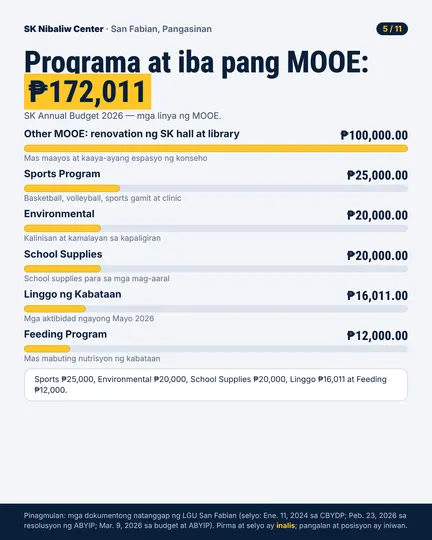 SK Nibaliw Center · San Fabian, Pangasinan
5 / 11
Programa at iba pang MOOE:
₱172,011
SK Annual Budget 2026 — mga linya ng MOOE.
Other MOOE: renovation ng SK hall at library
₱100,000.00
Mas maayos at kaaya-ayang espasyo ng konseho
Sports Program
₱25,000.00
Basketball, volleyball, sports gamit at clinic
Environmental
₱20,000.00
Kalinisan at kamalayan sa kapaligiran
School Supplies
₱20,000.00
School supplies para sa mga mag-aaral
Linggo ng Kabataan
₱16,011.00
Mga aktibidad ngayong Mayo 2026
Feeding Program
₱12,000.00
Mas mabuting nutrisyon ng kabataan
Sports ₱25,000, Environmental ₱20,000, School Supplies ₱20,000, Linggo ₱16,011 at Feeding
₱12,000.
Pinagmulan: mga dokumentong natanggap ng LGU San Fabian (selyo: Ene. 11, 2024 sa CBYDP; Peb. 23, 2026 sa
resolusyon ng ABYIP; Mar. 9, 2026 sa budget at ABYIP). Pirma at selyo ay inalis; pangalan at posisyon ay iniwan.